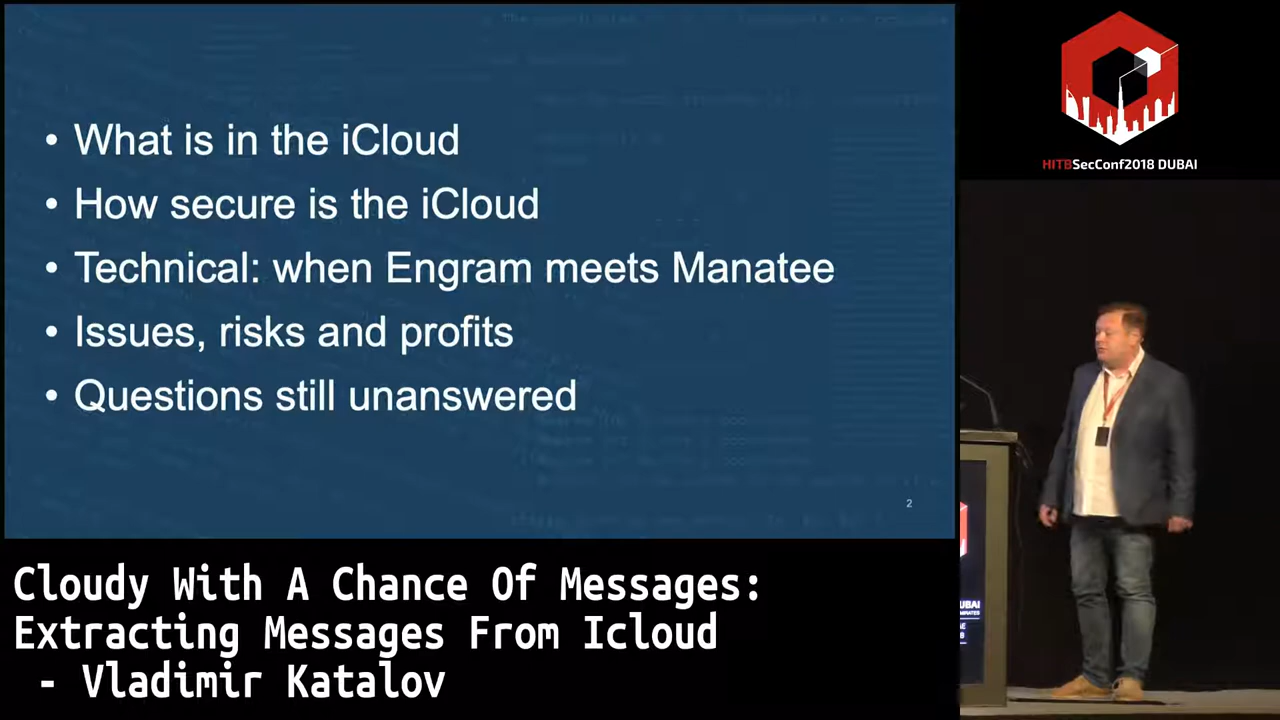 • What is in the iCloud
• How secure is the iCloud
• Technical: when Engram meets Manatee
• Issues, risks and profits
• Questions still unanswered
2
HITBSecConf2018 DUBAI
Cloudy With A Chance Of Messages:
Extracting Messages From Icloud
- Vladimir Katalov
UBAI